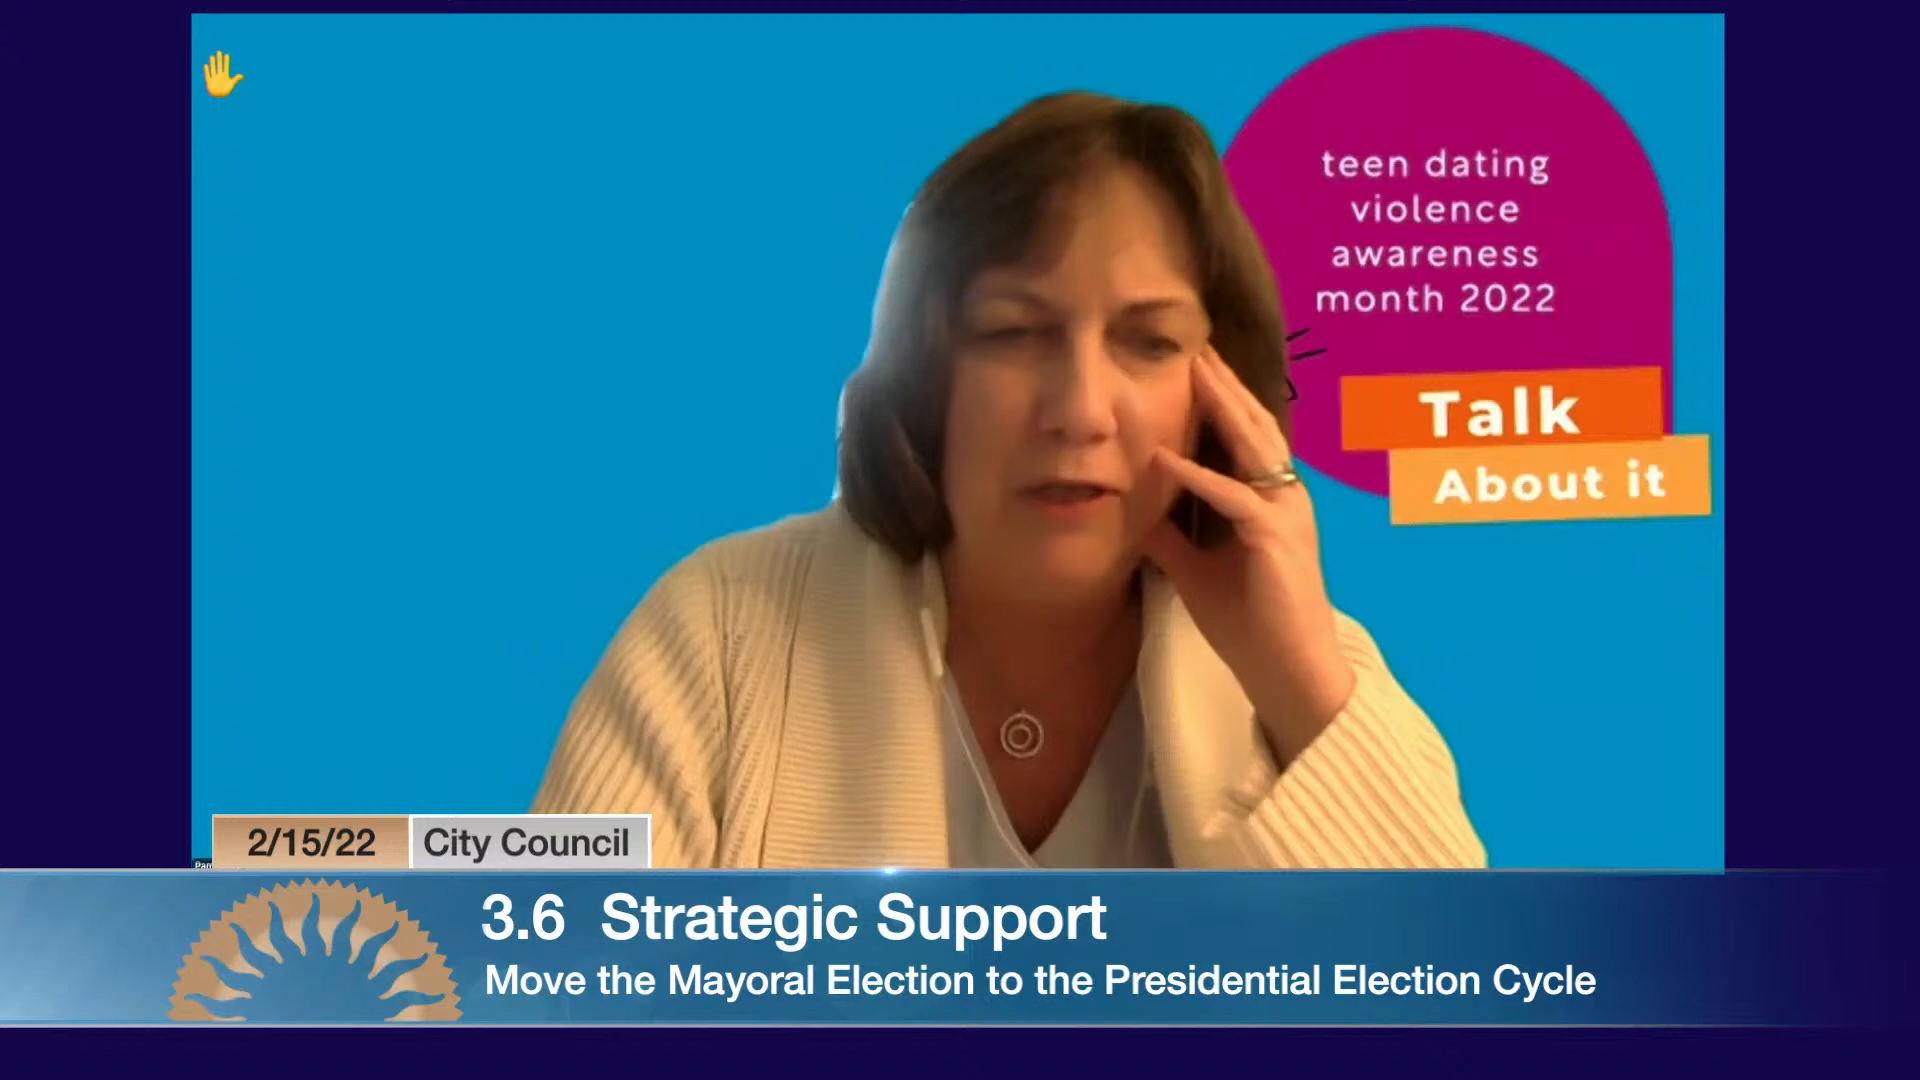 teen dating
violence
awareness
month 2022
Talk
About it
2/15/22 City Council
3.6 Strategic Support
Move the Mayoral Election to the Presidential Election Cycle